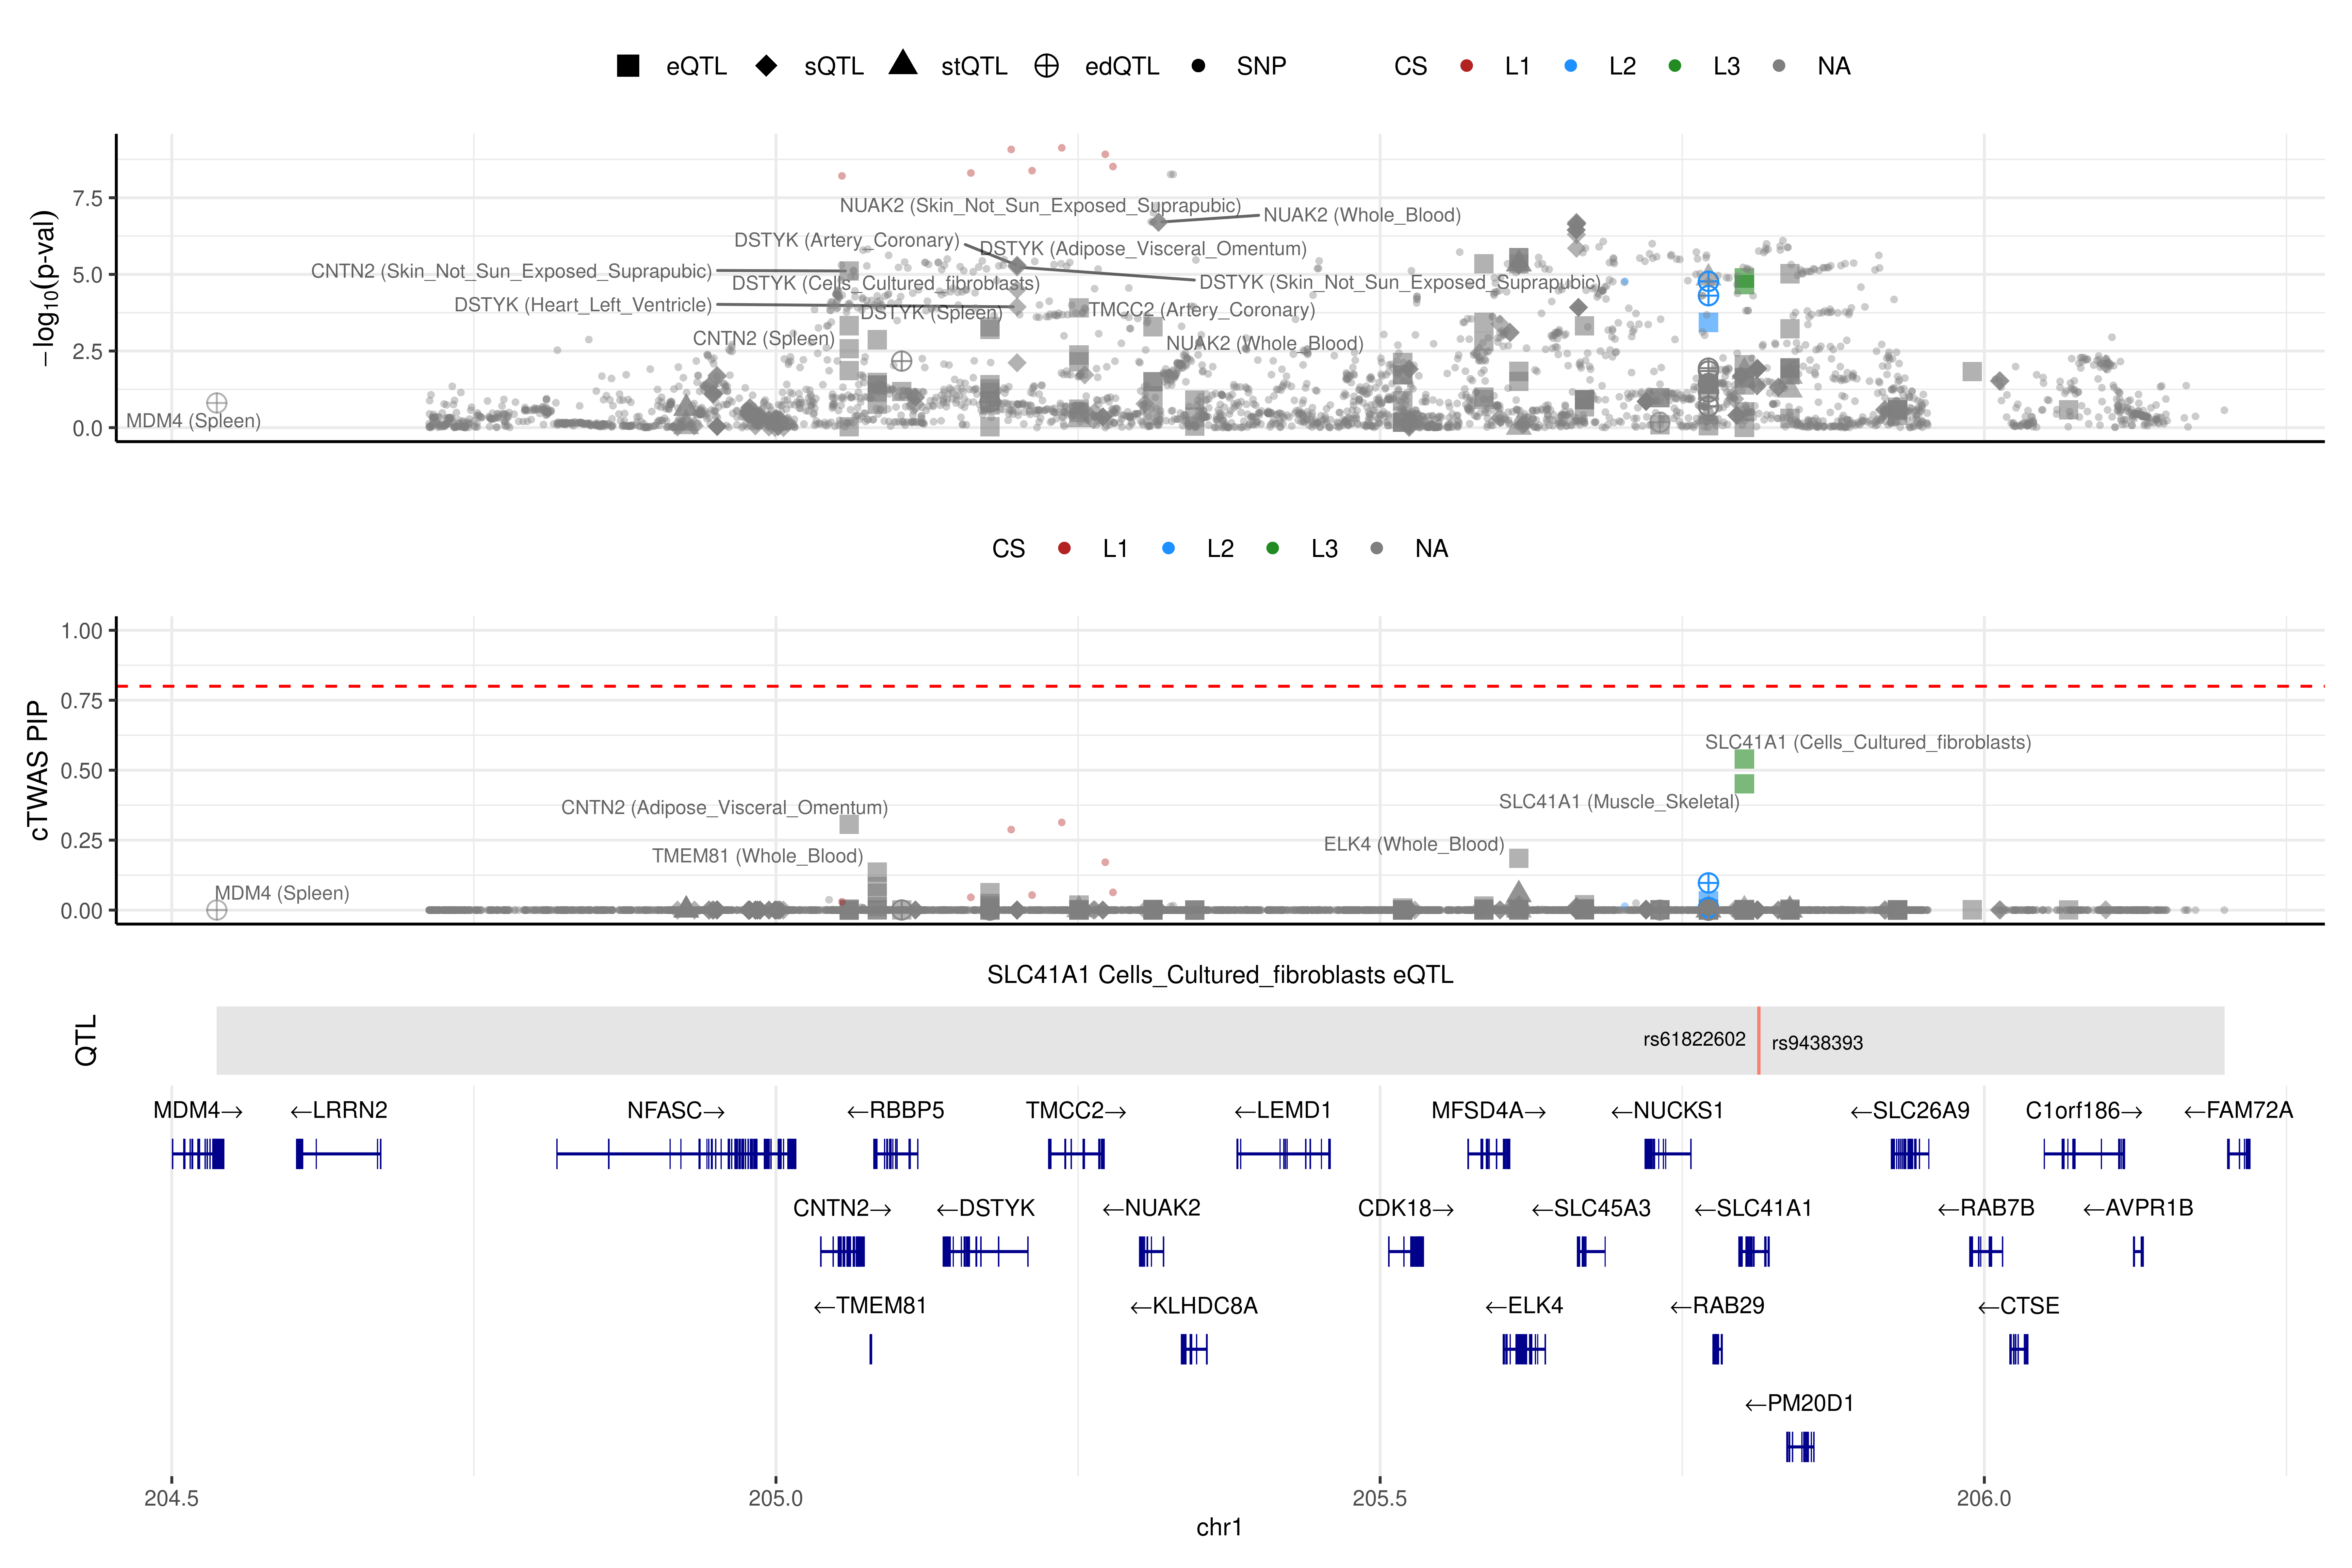 eQTL sQTL stQTL edQTL SNP CS L1 L2 L3 NA
−log10(p-val)
7.5
5.0
2.5
0.0
NUAK2 (Skin_Not_Sun_Exposed_Suprapubic)
NUAK2 (Whole_Blood)
DSTYK (Artery_Coronary)
DSTYK (Adipose_Visceral_Omentum)
CNTN2 (Skin_Not_Sun_Exposed_Suprapubic)
DSTYK (Cells_Cultured_fibroblasts)
DSTYK (Skin_Not_Sun_Exposed_Suprapubic)
DSTYK (Heart_Left_Ventricle)
DSTYK (Spleen)
TMCC2 (Artery_Coronary)
CNTN2 (Spleen)
NUAK2 (Whole_Blood)
MDM4 (Spleen)
CS L1 L2 L3 NA
cTWAS PIP
1.00
0.75
0.50
0.25
0.00
SLC41A1 (Cells_Cultured_fibroblasts)
SLC41A1 (Muscle_Skeletal)
CNTN2 (Adipose_Visceral_Omentum)
ELK4 (Whole_Blood)
TMEM81 (Whole_Blood)
MDM4 (Spleen)
SLC41A1 Cells_Cultured_fibroblasts eQTL
QTL
rs61822602 rs9438393
MDM4→ ←LRRN2 NFASC→ ←RBBP5 TMCC2→ ←LEMD1 MFSD4A→ ←NUCKS1 ←SLC26A9 C1orf186→ ←FAM72A
CNTN2→ ←DSTYK ←NUAK2 CDK18→ ←SLC45A3 ←SLC41A1 ←RAB7B ←AVPR1B
←TMEM81 ←KLHDC8A ←ELK4 ←RAB29 ←CTSE
←PM20D1
204.5 205.0 205.5 206.0
chr1